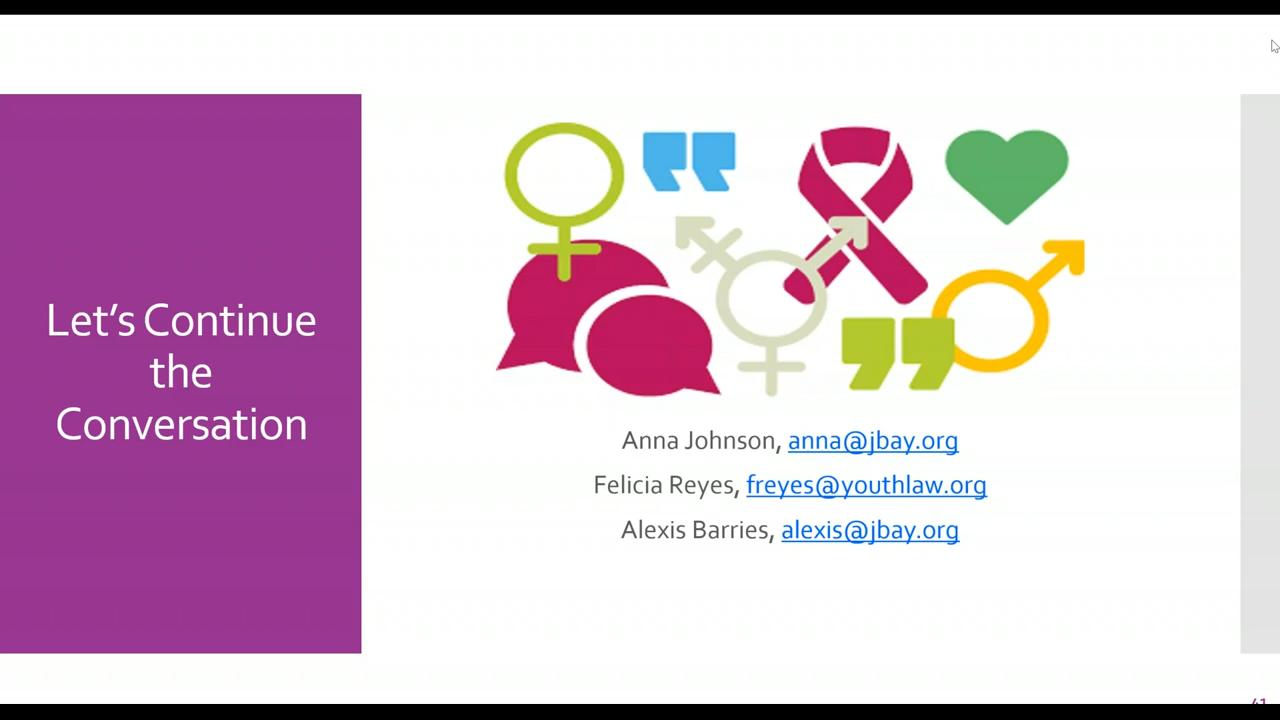 Let's Continue
the
Conversation
Anna Johnson, anna@jbay.org
Felicia Reyes, freyes@youthlaw.org
Alexis Barries, alexis@jbay.org
41